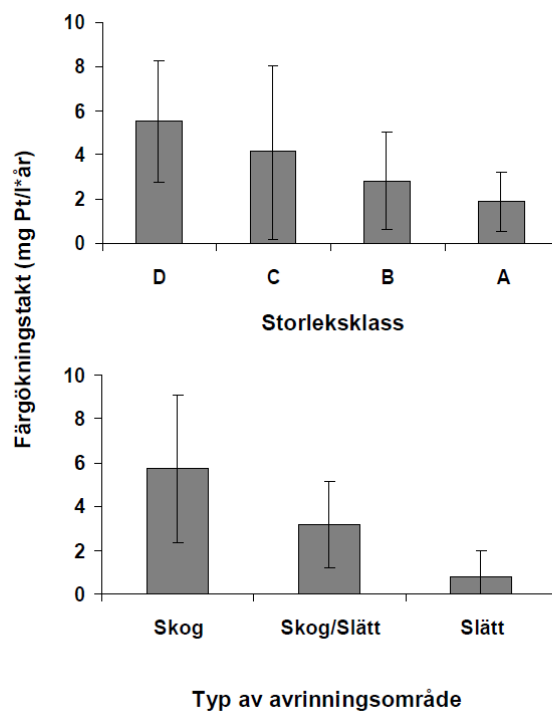 Färgökningstakt (mg Pt/l*år)
10
8
6
4
2
0
D C B A
Storleksklass
10
8
6
4
2
0
Skog Skog/Slätt Slätt
Typ av avrinningsområde